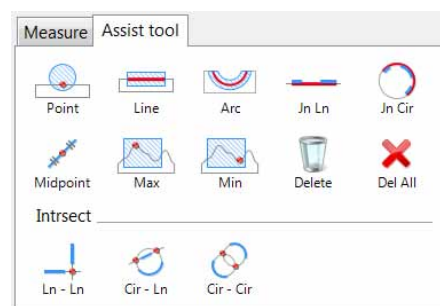 Measure Assist tool
Point Line Arc Jn Ln Jn Cir
Midpoint Max Min Delete Del All
Intrsect
Ln - Ln Cir - Ln Cir - Cir